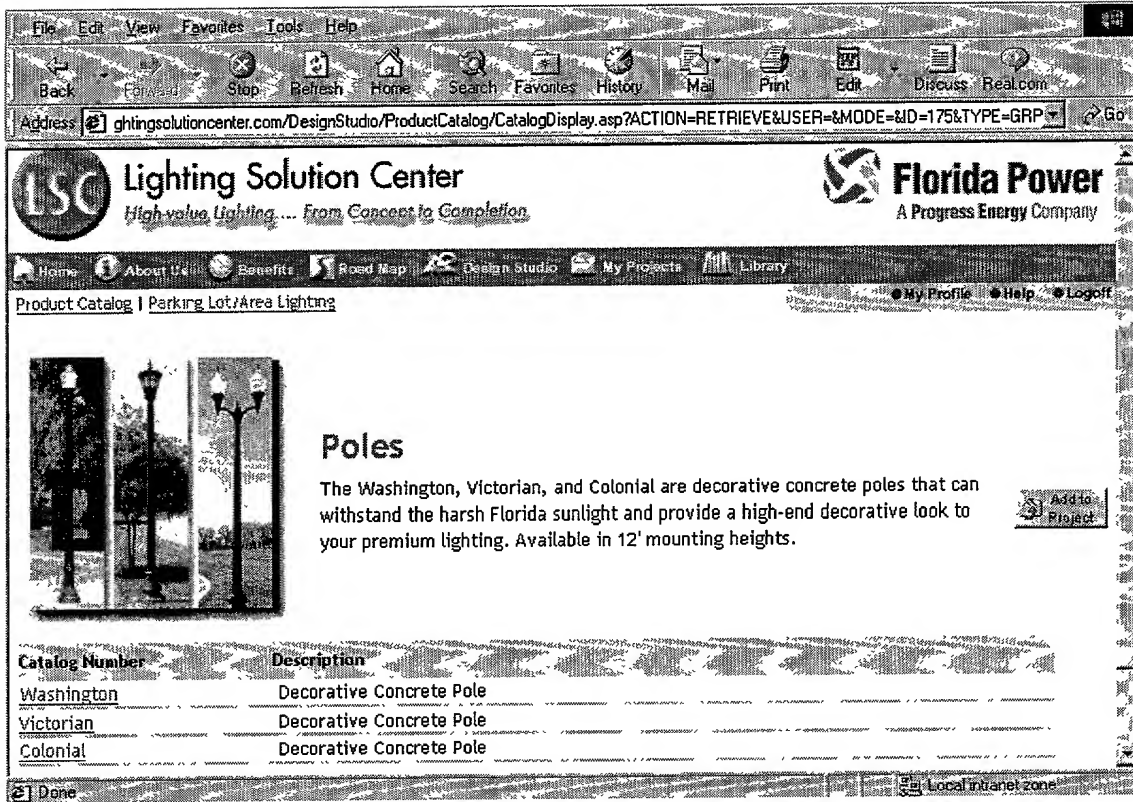 File Edit View Favorites Tools Help
Back Forward Stop Refresh Home Search Favorites History Mail Print Edit Discuss Real.com
Address ghtingsolutioncenter.com/DesignStudio/ProductCatalog/CatalogDisplay.asp?ACTION=RETRIEVE&USER=&MODE=&ID=175&TYPE=GRP Go
LSC Lighting Solution Center
High-value Lighting.... From Concept to Completion
Florida Power
A Progress Energy Company
Home About Us Benefits Road Map Design Studio My Projects Library
Product Catalog | Parking Lot/Area Lighting
My Profile Help Logoff
Poles
The Washington, Victorian, and Colonial are decorative concrete poles that can
withstand the harsh Florida sunlight and provide a high-end decorative look to
your premium lighting. Available in 12' mounting heights.
Add to
Project
Catalog Number Description
Washington Decorative Concrete Pole
Victorian Decorative Concrete Pole
Colonial Decorative Concrete Pole
Done Local intranet zone